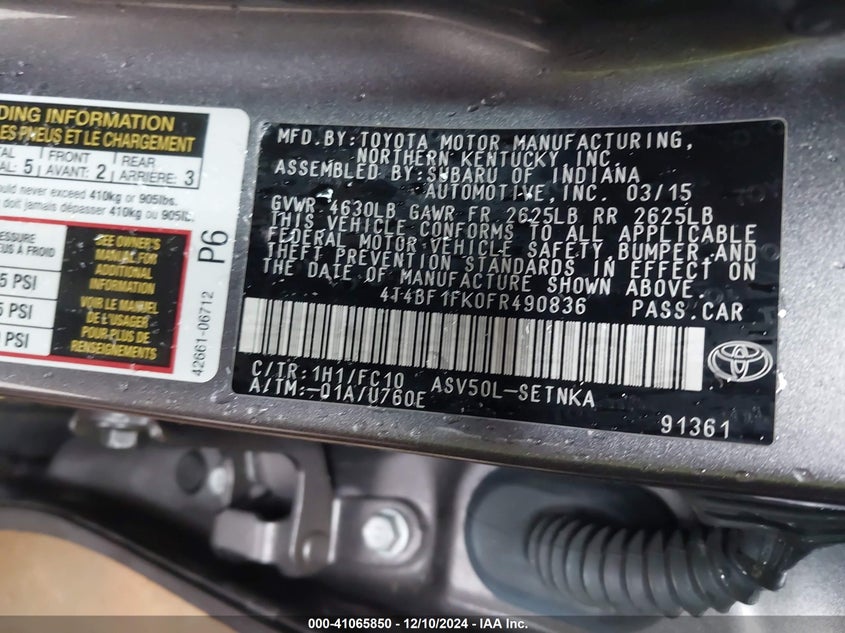 DING INFORMATION
LES PNEUS ET LE CHARGEMENT
TAL AL: 5 FRONT AVANT: 2 REAR ARRIÈRE: 3
ould never exceed 410kg or 905lbs.
doit jamais dépasser 410kg ou 905lb.
ESSURE
EUS À FROID
5 PSI
5 PSI
PSI
SEE OWNER'S
MANUAL FOR
ADDITIONAL
INFORMATION
VOIR LE MANUEL
DE L'USAGER
POUR PLUS DE
RENSEIGNEMENTS
P6
42661-06712
MFD.BY:TOYOTA MOTOR MANUFACTURING,
NORTHERN KENTUCKY,INC.
ASSEMBLED BY:SUBARU OF INDIANA
AUTOMOTIVE,INC. 03/15
GVWR 4630LB GAWR FR 2625LB RR 2625LB
THIS VEHICLE CONFORMS TO ALL APPLICABLE
FEDERAL MOTOR VEHICLE SAFETY,BUMPER,AND
THEFT PREVENTION STANDARDS IN EFFECT ON
THE DATE OF MANUFACTURE SHOWN ABOVE.
4T4BF1FK0FR490836 PASS.CAR
C/TR:1H1/FC10 ASV50L-SETNKA
A/TM:-01A/U760E
91361
000-41065850 - 12/10/2024 - IAA Inc.